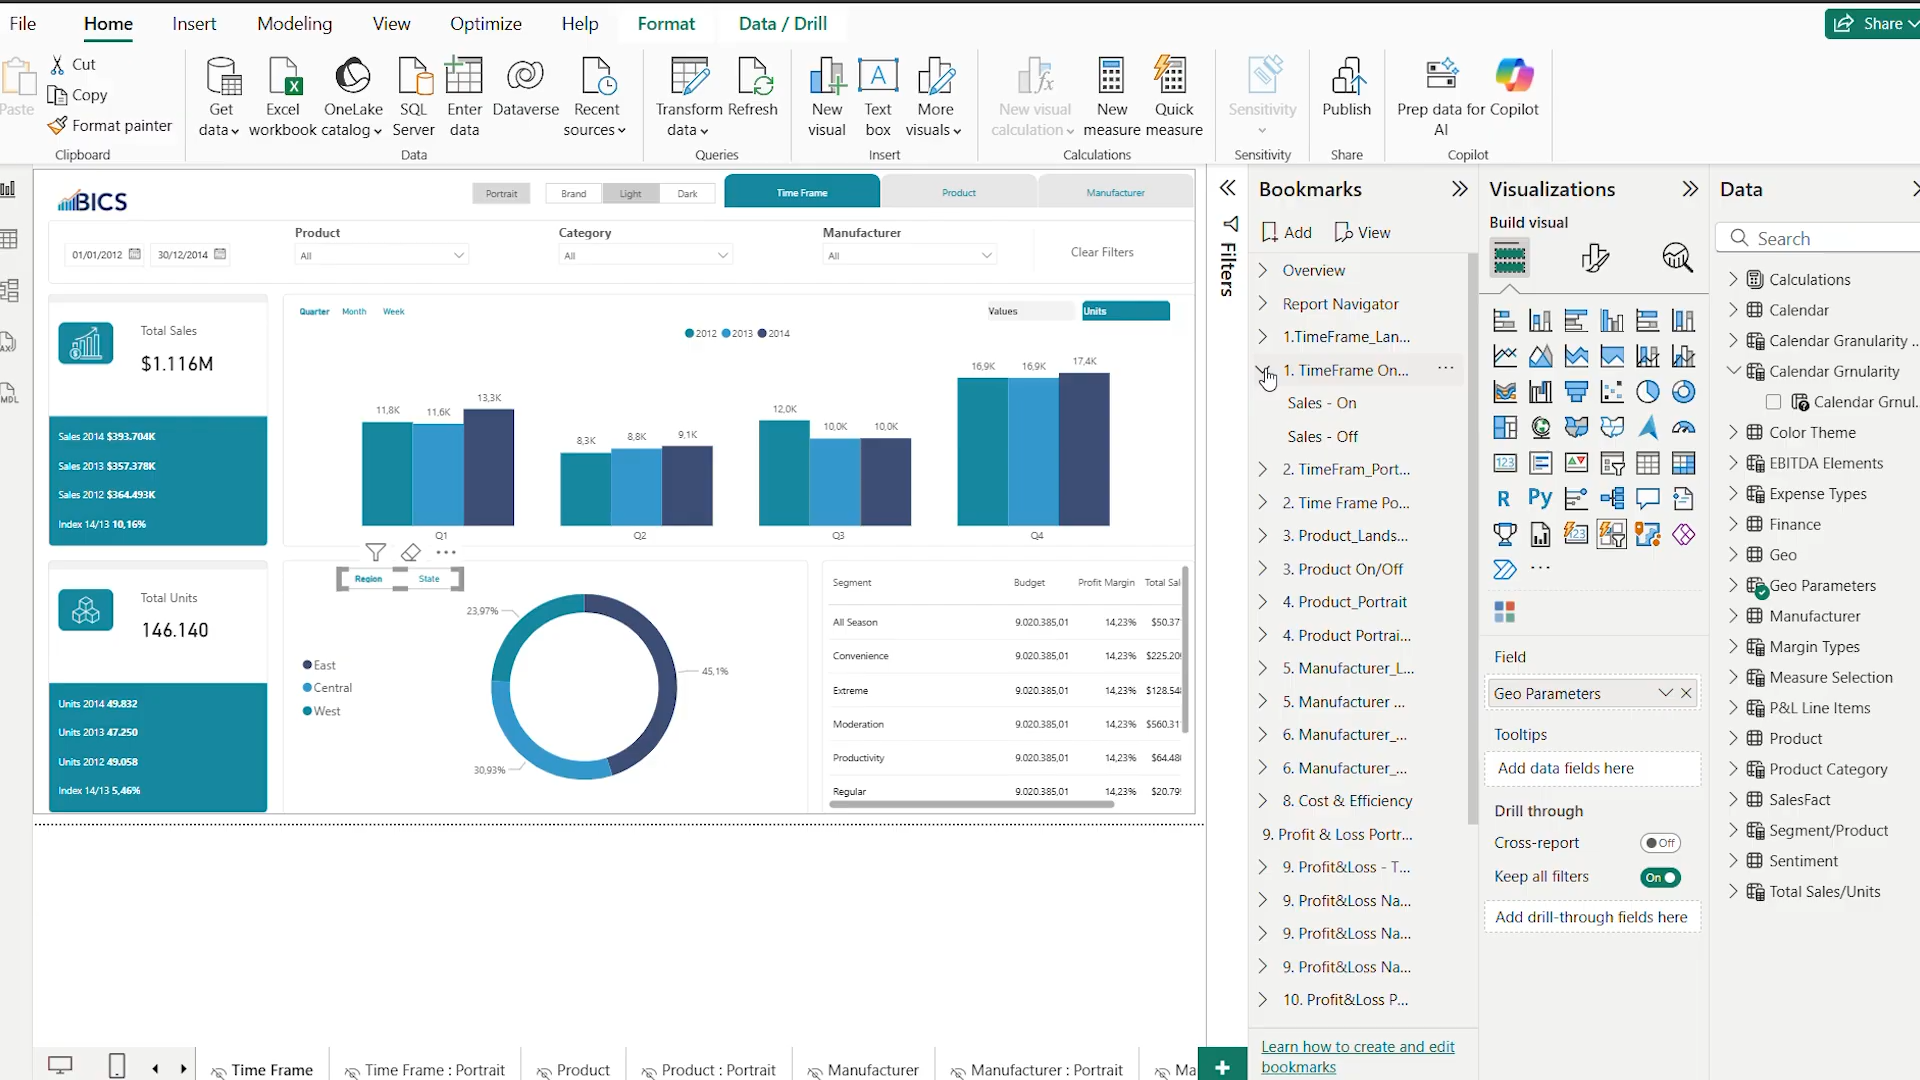 File Home Insert Modeling View Optimize Help Format Data / Drill
Share
Paste
Cut
Copy
Format painter
Clipboard
Get data
Excel workbook
OneLake catalog
SQL Server
Enter data
Dataverse
Recent sources
Data
Transform data
Refresh
Queries
New visual
Text box
More visuals
Insert
New visual calculation
New measure
Quick measure
Calculations
Sensitivity
Sensitivity
Publish
Share
Prep data for AI
Copilot
Copilot
BICS
Portrait Brand Light Dark
Time Frame Product Manufacturer
01/01/2012 30/12/2014
Product
All
Category
All
Manufacturer
All
Clear Filters
Total Sales
$1.116M
Sales 2014 $393.704K
Sales 2013 $357.378K
Sales 2012 $364.493K
Index 14/13 10,16%
Total Units
146.140
Units 2014 49.832
Units 2013 47.250
Units 2012 49.058
Index 14/13 5,46%
Quarter Month Week
Values Units
2012 2013 2014
11,8K 11,6K 13,3K
8,3K 8,8K 9,1K
12,0K 10,0K 10,0K
16,9K 16,9K 17,4K
Q1 Q2 Q3 Q4
Region State
23,97%
45,1%
30,93%
East
Central
West
Segment Budget Profit Margin Total Sal
All Season 9.020.385,01 14,23% $50.37
Convenience 9.020.385,01 14,23% $225.20
Extreme 9.020.385,01 14,23% $128.54
Moderation 9.020.385,01 14,23% $560.31
Productivity 9.020.385,01 14,23% $64.48
Regular 9.020.385,01 14,23% $20.79
Filters
Bookmarks
Add View
Overview
Report Navigator
1.TimeFrame_Lan...
1. TimeFrame On...
Sales - On
Sales - Off
2. TimeFram_Port...
2. Time Frame Po...
3. Product_Lands...
3. Product On/Off
4. Product_Portrait
4. Product Portrai...
5. Manufacturer_L...
5. Manufacturer ...
6. Manufacturer_...
6. Manufacturer_...
8. Cost & Efficiency
9. Profit & Loss Portr...
9. Profit&Loss - T...
9. Profit&Loss Na...
9. Profit&Loss Na...
9. Profit&Loss Na...
10. Profit&Loss P...
Learn how to create and edit
bookmarks
Visualizations
Build visual
123
R Py
123
Field
Geo Parameters
Tooltips
Add data fields here
Drill through
Cross-report Off
Keep all filters On
Add drill-through fields here
Data
Search
Calculations
Calendar
Calendar Granularity ...
Calendar Grnularity
Calendar Grnul...
Color Theme
EBITDA Elements
Expense Types
Finance
Geo
Geo Parameters
Manufacturer
Margin Types
Measure Selection
P&L Line Items
Product
Product Category
SalesFact
Segment/Product
Sentiment
Total Sales/Units
Time Frame Time Frame : Portrait Product Product : Portrait Manufacturer Manufacturer : Portrait Ma